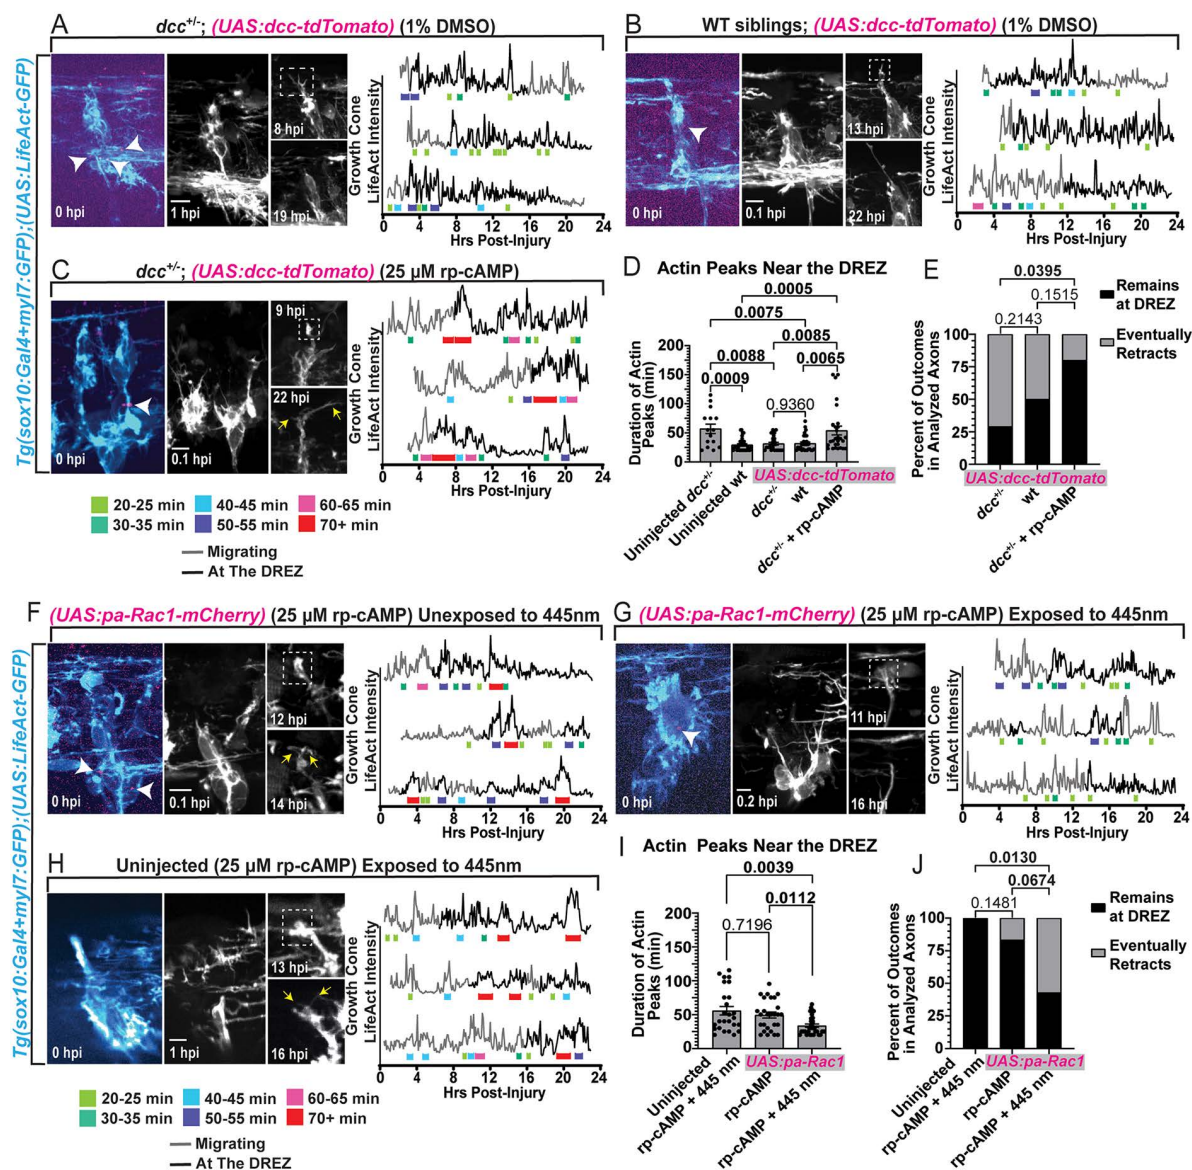 A
dcc+/-; (UAS:dcc-tdTomato) (1% DMSO)
Tg(sox10:Gal4+myl7:GFP);(UAS:LifeAct-GFP)
0 hpi
1 hpi
8 hpi
19 hpi
Growth Cone
LifeAct Intensity
0 4 8 12 16 20 24
Hrs Post-Injury
B
WT siblings; (UAS:dcc-tdTomato) (1% DMSO)
0 hpi
0.1 hpi
13 hpi
22 hpi
Growth Cone
LifeAct Intensity
0 4 8 12 16 20 24
Hrs Post-Injury
C
dcc+/-; (UAS:dcc-tdTomato) (25 µM rp-cAMP)
0 hpi
0.1 hpi
9 hpi
22 hpi
Growth Cone
LifeAct Intensity
0 4 8 12 16 20 24
Hrs Post-Injury
20-25 min
40-45 min
60-65 min
30-35 min
50-55 min
70+ min
Migrating
At The DREZ
D
Actin Peaks Near the DREZ
0.0005
0.0075
0.0088
0.0085
0.0009
0.0065
0.9360
Duration of Actin
Peaks (min)
200
150
100
50
0
UAS:dcc-tdTomato
Uninjected dcc+/-
Uninjected wt
dcc+/-
wt
dcc+/- + rp-cAMP
E
0.0395
0.1515
0.2143
Remains
at DREZ
Eventually
Retracts
Percent of Outcomes
in Analyzed Axons
100
75
50
25
0
UAS:dcc-tdTomato
dcc+/-
wt
dcc+/- + rp-cAMP
F
(UAS:pa-Rac1-mCherry) (25 µM rp-cAMP) Unexposed to 445nm
Tg(sox10:Gal4+myl7:GFP);(UAS:LifeAct-GFP)
0 hpi
0.1 hpi
12 hpi
14 hpi
Growth Cone
LifeAct Intensity
0 4 8 12 16 20 24
Hrs Post-Injury
G
(UAS:pa-Rac1-mCherry) (25 µM rp-cAMP) Exposed to 445nm
0 hpi
0.2 hpi
11 hpi
16 hpi
Growth Cone
LifeAct Intensity
0 4 8 12 16 20 24
Hrs Post-Injury
H
Uninjected (25 µM rp-cAMP) Exposed to 445nm
0 hpi
1 hpi
13 hpi
16 hpi
Growth Cone
LifeAct Intensity
0 4 8 12 16 20 24
Hrs Post-Injury
20-25 min
40-45 min
60-65 min
30-35 min
50-55 min
70+ min
Migrating
At The DREZ
I
Actin Peaks Near the DREZ
0.0039
0.0112
0.7196
Duration of Actin
Peaks (min)
200
150
100
50
0
UAS:pa-Rac1
Uninjected
rp-cAMP + 445 nm
rp-cAMP
rp-cAMP + 445 nm
J
0.0130
0.0674
0.1481
Remains
at DREZ
Eventually
Retracts
Percent of Outcomes
in Analyzed Axons
100
75
50
25
0
UAS:pa-Rac1
Uninjected
rp-cAMP + 445 nm
rp-cAMP
rp-cAMP + 445 nm